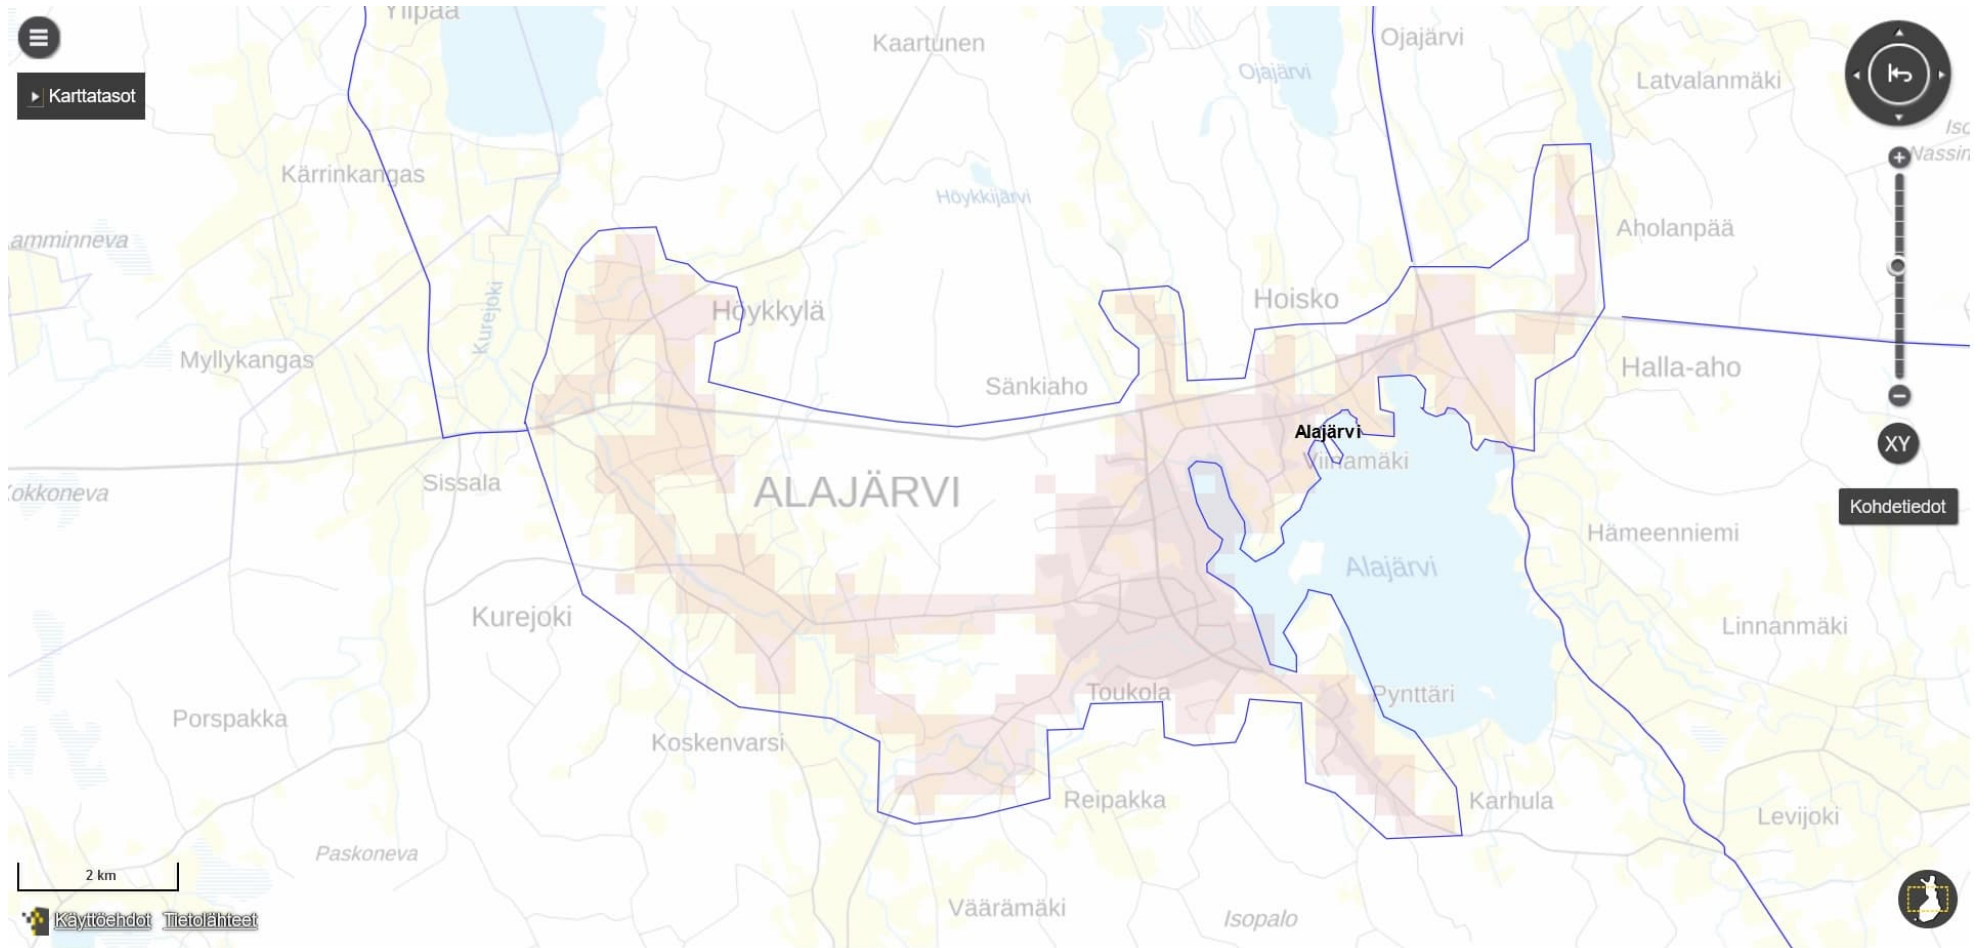 Ylipää
Kaartunen
Ojajärvi
Ojajärvi
Latvalanmäki
Karttatasot
Iso
Nassin
Kärrinkangas
Höykkijärvi
amminneva
Aholanpää
Kurejoki
Höykkylä
Hoisko
Myllykangas
Sänkiaho
Halla-aho
Alajärvi
XY
Viinamäki
Sissala
ALAJÄRVI
okkoneva
Kohdetiedot
Hämeenniemi
Alajärvi
Kurejoki
Linnanmäki
Toukola
Pynttäri
Porspakka
Koskenvarsi
Reipakka
Karhula
Levijoki
Paskoneva
2 km
Väärämäki
Isopalo
Käyttöehdot Tietolähteet